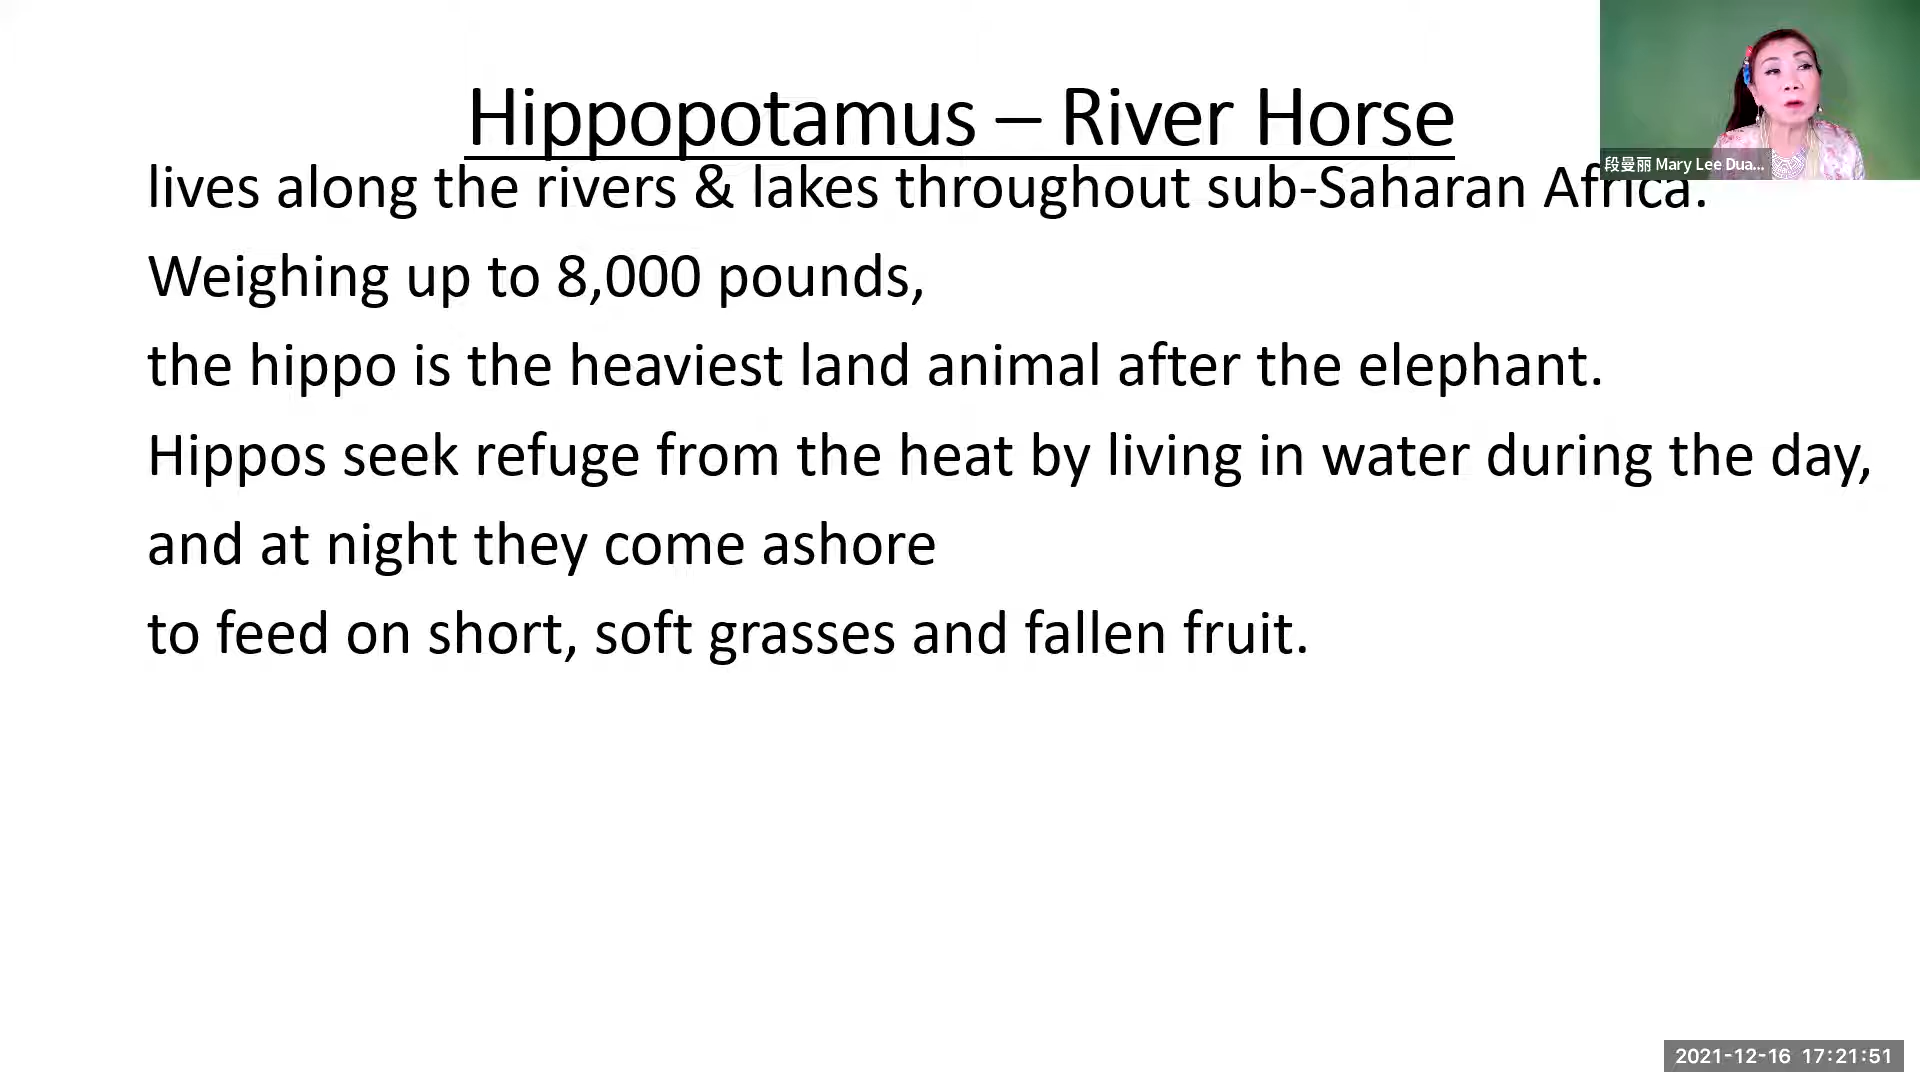 Hippopotamus – River Horse
段曼丽 Mary Lee Dua...
lives along the rivers & lakes throughout sub-Saharan Africa.
Weighing up to 8,000 pounds,
the hippo is the heaviest land animal after the elephant.
Hippos seek refuge from the heat by living in water during the day,
and at night they come ashore
to feed on short, soft grasses and fallen fruit.
2021-12-16 17:21:51